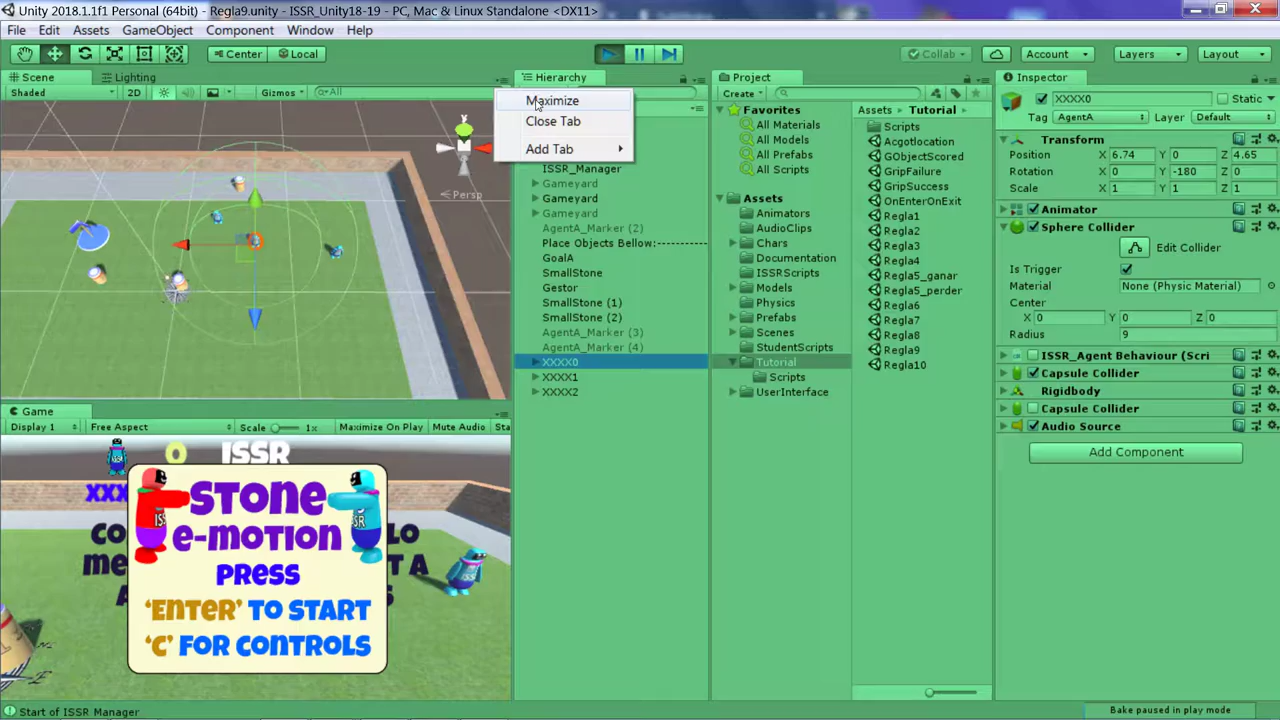 Unity 2018.1.1f1 Personal (64bit) - Regla9.unity - ISSR_Unity18-19 - PC, Mac & Linux Standalone <DX11>
File Edit Assets GameObject Component Window Help
Center Local Collab Account Layers Layout
Scene Lighting
Shaded 2D Gizmos All
y
Persp
Maximize
Close Tab
Add Tab
Hierarchy
ISSR_Manager
Gameyard
Gameyard
Gameyard
AgentA_Marker (2)
Place Objects Bellow:----------
GoalA
SmallStone
Gestor
SmallStone (1)
SmallStone (2)
AgentA_Marker (3)
AgentA_Marker (4)
XXXX0
XXXX1
XXXX2
Project
Create
Favorites
All Materials
All Models
All Prefabs
All Scripts
Assets
Animators
AudioClips
Chars
Documentation
ISSRScripts
Models
Physics
Prefabs
Scenes
StudentScripts
Tutorial
Scripts
UserInterface
Assets Tutorial
Scripts
Acgotlocation
GObjectScored
GripFailure
GripSuccess
OnEnterOnExit
Regla1
Regla2
Regla3
Regla4
Regla5_ganar
Regla5_perder
Regla6
Regla7
Regla8
Regla9
Regla10
Inspector
XXXX0 Static
Tag AgentA Layer Default
Transform
Position X 6.74 Y 0 Z 4.65
Rotation X 0 Y -180 Z 0
Scale X 1 Y 1 Z 1
Animator
Sphere Collider
Edit Collider
Is Trigger
Material None (Physic Material)
Center
X 0 Y 0 Z 0
Radius 9
ISSR_Agent Behaviour (Scri
Capsule Collider
Rigidbody
Capsule Collider
Audio Source
Add Component
Game
Display 1 Free Aspect Scale 1x Maximize On Play Mute Audio Sta
0 ISSR
STONE
e-MOTION
PRESS
'ENTER' TO START
'C' FOR CONTROLS
Start of ISSR Manager
Bake paused in play mode